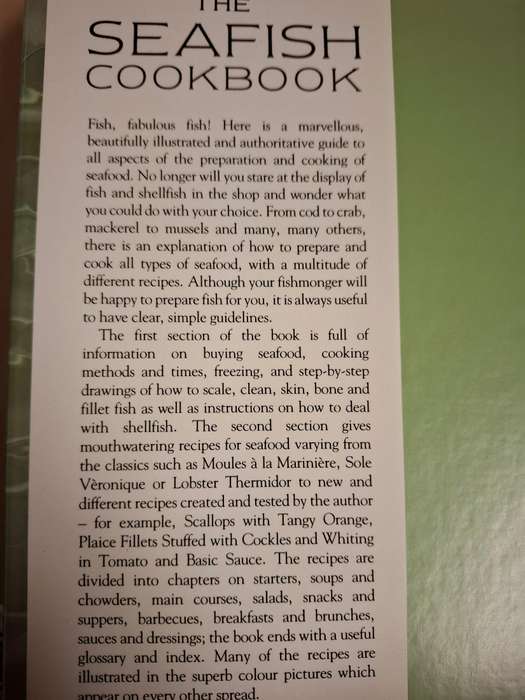 THE
SEAFISH
COOKBOOK
Fish, fabulous fish! Here is a marvellous,
beautifully illustrated and authoritative guide to
all aspects of the preparation and cooking of
seafood. No longer will you stare at the display of
fish and shellfish in the shop and wonder what
you could do with your choice. From cod to crab,
mackerel to mussels and many, many others,
there is an explanation of how to prepare and
cook all types of seafood, with a multitude of
different recipes. Although your fishmonger will
be happy to prepare fish for you, it is always useful
to have clear, simple guidelines.
The first section of the book is full of
information on buying seafood, cooking
methods and times, freezing, and step-by-step
drawings of how to scale, clean, skin, bone and
fillet fish as well as instructions on how to deal
with shellfish. The second section gives
mouthwatering recipes for seafood varying from
the classics such as Moules à la Marinière, Sole
Vèronique or Lobster Thermidor to new and
different recipes created and tested by the author
– for example, Scallops with Tangy Orange,
Plaice Fillets Stuffed with Cockles and Whiting
in Tomato and Basic Sauce. The recipes are
divided into chapters on starters, soups and
chowders, main courses, salads, snacks and
suppers, barbecues, breakfasts and brunches,
sauces and dressings; the book ends with a useful
glossary and index. Many of the recipes are
illustrated in the superb colour pictures which
appear on every other spread.